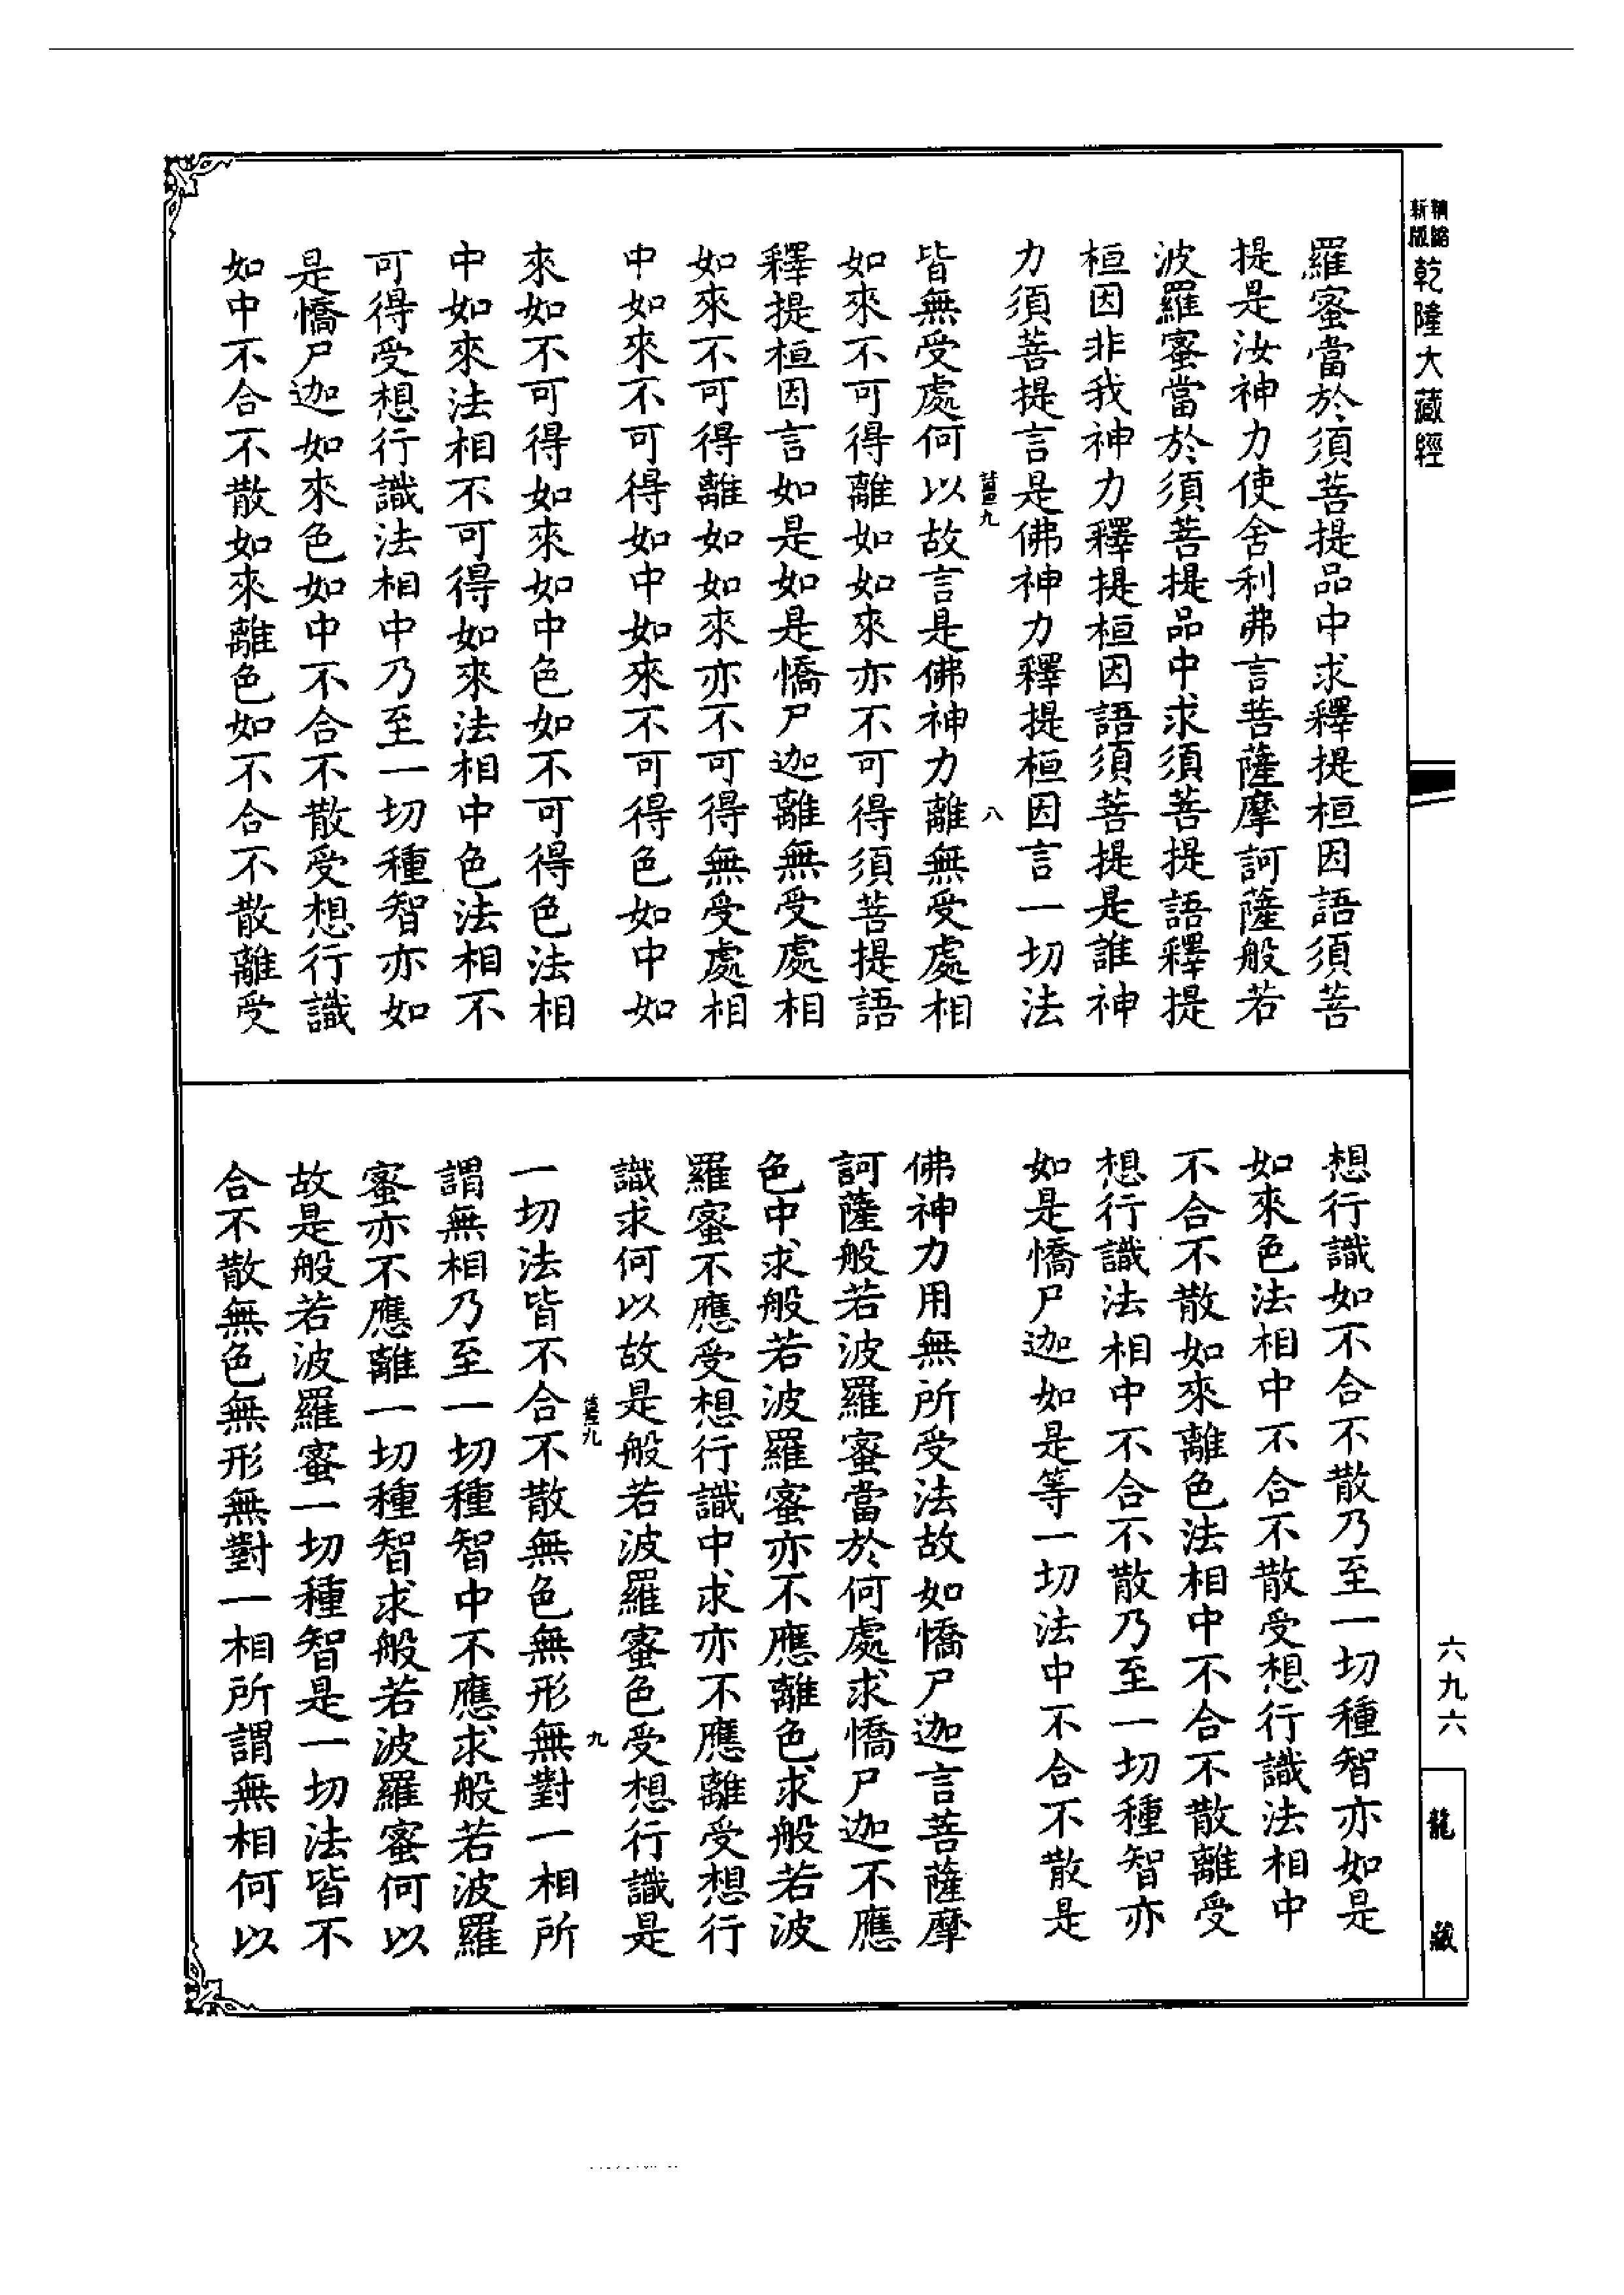 精縮新版乾隆大藏經
羅蜜當於須菩提品中求釋提桓因語須菩
提是汝神力使舍利弗言菩薩摩訶薩般若
波羅蜜當於須菩提品中求須菩提語釋提
桓因非我神力釋提桓因語須菩提是誰神
力須菩提言是佛神力釋提桓因言一切法
八
皆無受處何以故言是佛神力離無受處相
如來不可得離如如來亦不可得須菩提語
釋提桓因言如是如是憍尸迦離無受處相
如來不可得離如如來亦不可得無受處相
中如來不可得如中如來不可得色如中如
來如不可得如來如中色如不可得色法相
中如來法相不可得如來法相中色法相不
可得受想行識法相中乃至一切種智亦如
是憍尸迦如來色如中不合不散受想行識
如中不合不散如來離色如不合不散離受
想行識如不合不散乃至一切種智亦如是
如來色法相中不合不散受想行識法相中
不合不散如來離色法相中不合不散離受
想行識法相中不合不散乃至一切種智亦
如是憍尸迦如是等一切法中不合不散是
佛神力用無所受法故如憍尸迦言菩薩摩
訶薩般若波羅蜜當於何處求憍尸迦不應
色中求般若波羅蜜亦不應離色求般若波
羅蜜不應受想行識中求亦不應離受想行
識求何以故是般若波羅蜜色受想行識是
九
一切法皆不合不散無色無形無對一相所
謂無相乃至一切種智中不應求般若波羅
蜜亦不應離一切種智求般若波羅蜜何以
故是般若波羅蜜一切種智是一切法皆不
合不散無色無形無對一相所謂無相何以
六九六
龍藏